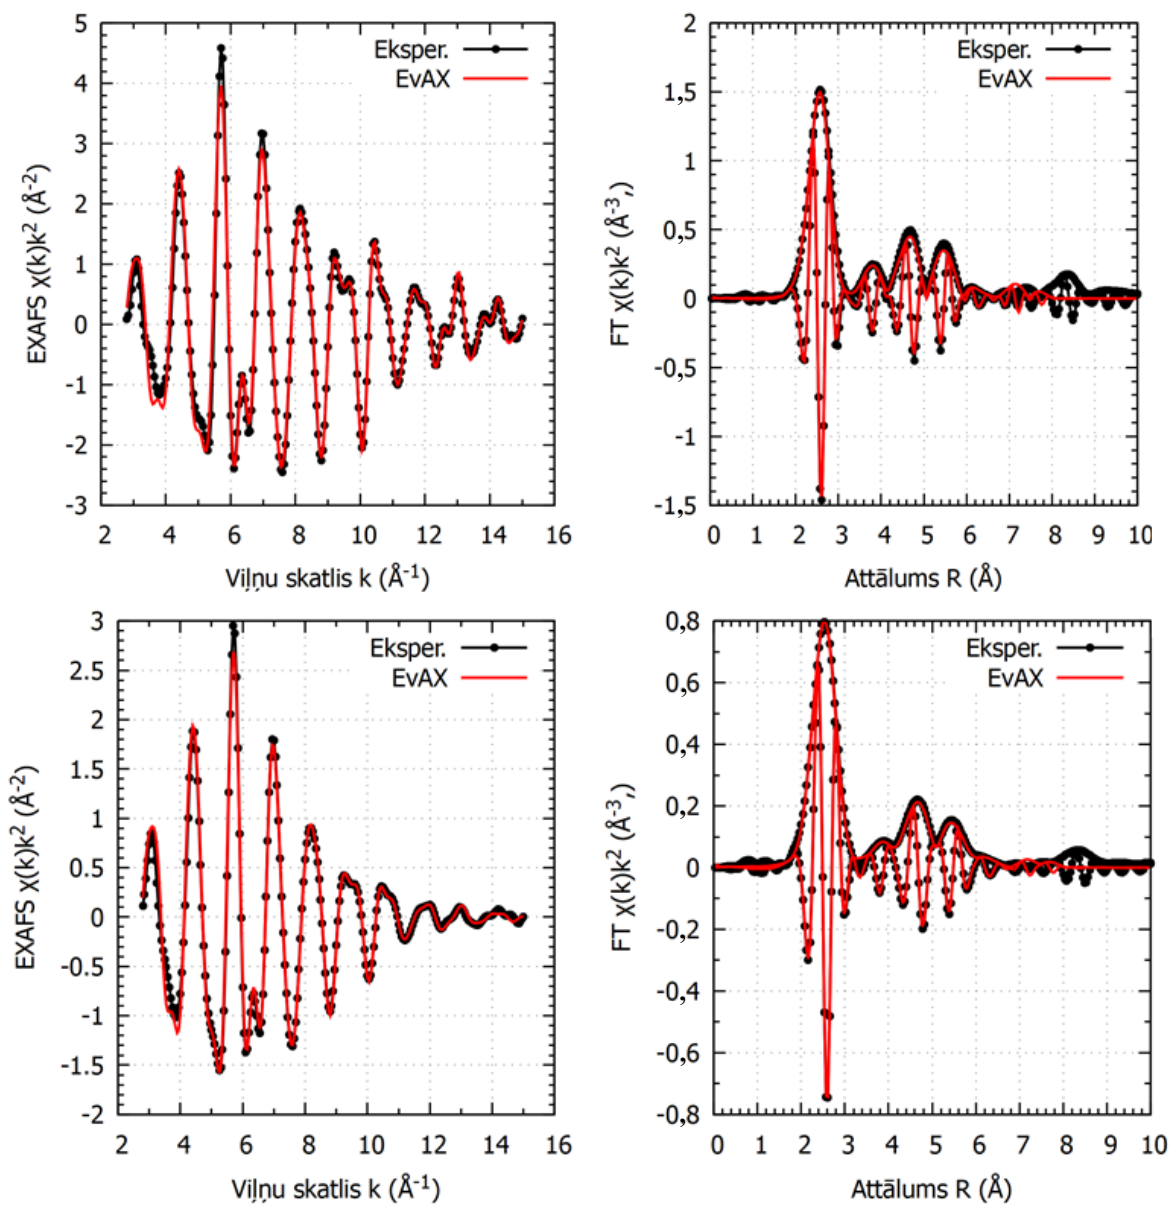 5
4
3
2
1
0
-1
-2
-3
2 4 6 8 10 12 14 16
EXAFS χ(k)k² (Å⁻²)
Viļņu skatlis k (Å⁻¹)
Eksper.
EvAX
2
1,5
1
0,5
0
-0,5
-1
-1,5
0 1 2 3 4 5 6 7 8 9 10
FT χ(k)k² (Å⁻³,)
Attālums R (Å)
Eksper.
EvAX
3
2.5
2
1.5
1
0.5
0
-0.5
-1
-1.5
-2
2 4 6 8 10 12 14 16
EXAFS χ(k)k² (Å⁻²)
Viļņu skatlis k (Å⁻¹)
Eksper.
EvAX
0,8
0,6
0,4
0,2
0
-0,2
-0,4
-0,6
-0,8
0 1 2 3 4 5 6 7 8 9 10
FT χ(k)k² (Å⁻³,)
Attālums R (Å)
Eksper.
EvAX